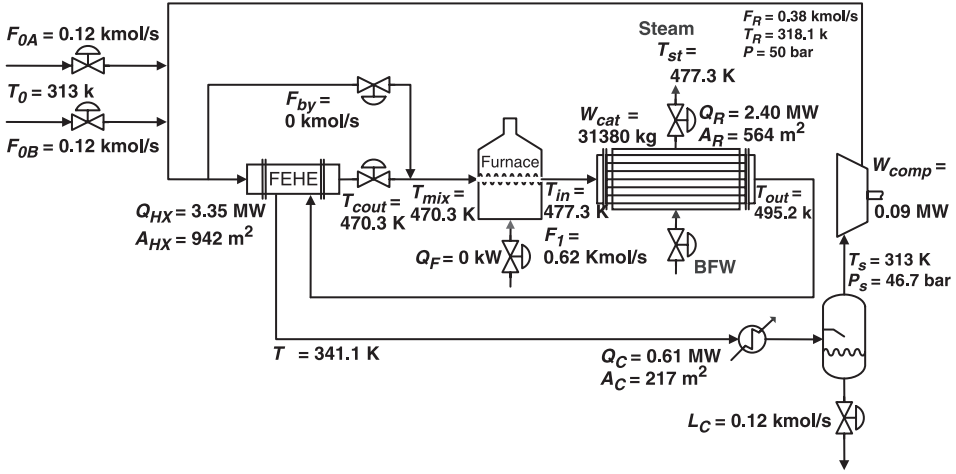 F0A = 0.12 kmol/s
T0 = 313 k
F0B = 0.12 kmol/s
Fby =
0 kmol/s
FEHE
QHX = 3.35 MW
AHX = 942 m2
Tcout =
470.3 K
Tmix =
470.3 K
Furnace
QF = 0 kW
Tin =
477.3 K
F1 =
0.62 Kmol/s
Wcat =
31380 kg
Steam
Tst =
477.3 K
QR = 2.40 MW
AR = 564 m2
BFW
Tout =
495.2 k
FR = 0.38 kmol/s
TR = 318.1 k
P = 50 bar
Wcomp =
0.09 MW
Ts = 313 K
Ps = 46.7 bar
T = 341.1 K
QC = 0.61 MW
AC = 217 m2
LC = 0.12 kmol/s